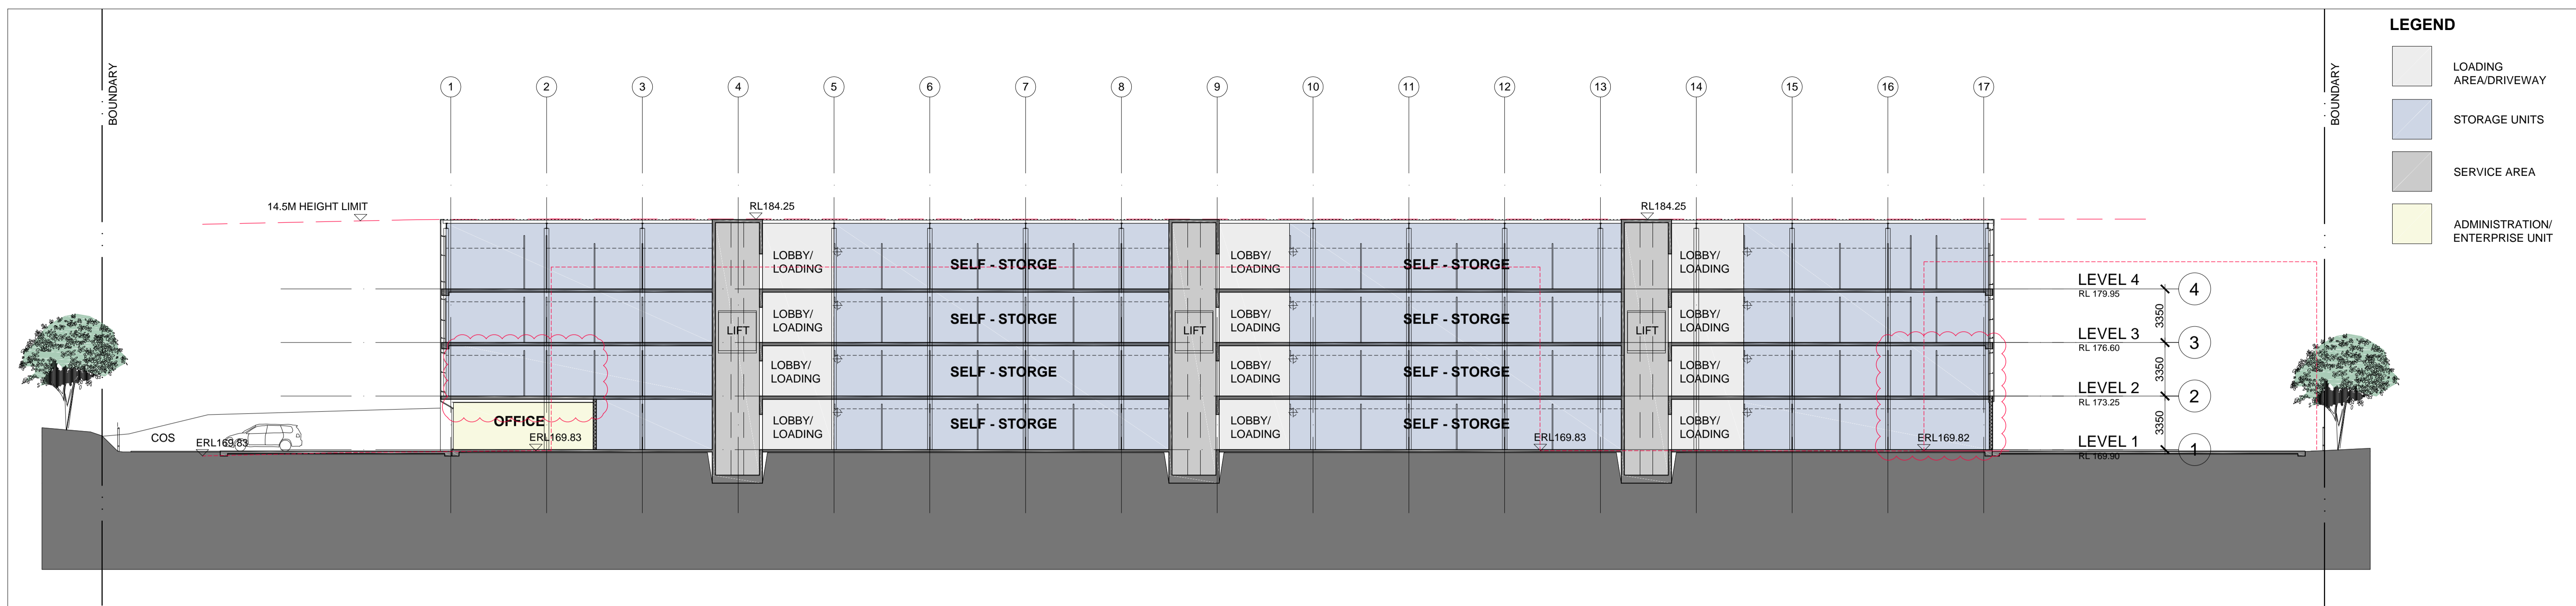 LEGEND
LOADING
AREA/DRIVEWAY
STORAGE UNITS
SERVICE AREA
ADMINISTRATION/
ENTERPRISE UNIT
BOUNDARY
BOUNDARY
1 2 3 4 5 6 7 8 9 10 11 12 13 14 15 16 17
14.5M HEIGHT LIMIT
RL184.25
RL184.25
LOBBY/
LOADING
SELF - STORGE
LOBBY/
LOADING
SELF - STORGE
LOBBY/
LOADING
LEVEL 4
RL 179.95
4
3350
LIFT
LOBBY/
LOADING
SELF - STORGE
LIFT
LOBBY/
LOADING
SELF - STORGE
LIFT
LOBBY/
LOADING
LEVEL 3
RL 176.60
3
3350
LOBBY/
LOADING
SELF - STORGE
LOBBY/
LOADING
SELF - STORGE
LOBBY/
LOADING
LEVEL 2
RL 173.25
2
3350
COS
ERL169.83
OFFICE
ERL169.83
LOBBY/
LOADING
SELF - STORGE
LOBBY/
LOADING
SELF - STORGE
ERL169.83
LOBBY/
LOADING
ERL169.82
LEVEL 1
RL 169.90
1